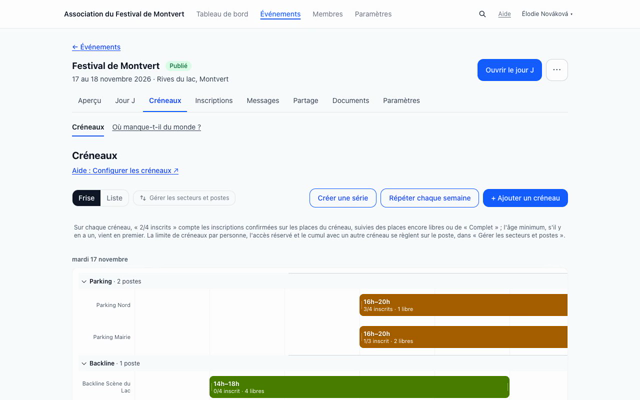 Association du Festival de Montvert
Tableau de bord
Événements
Membres
Paramètres
Aide
Élodie Nováková
← Événements
Festival de Montvert
Publié
17 au 18 novembre 2026 · Rives du lac, Montvert
Ouvrir le jour J
Aperçu
Jour J
Créneaux
Inscriptions
Messages
Partage
Documents
Paramètres
Créneaux
Où manque-t-il du monde ?
Créneaux
Aide : Configurer les créneaux ↗
Frise
Liste
Gérer les secteurs et postes
Créer une série
Répéter chaque semaine
+ Ajouter un créneau
Sur chaque créneau, « 2/4 inscrits » compte les inscriptions confirmées sur les places du créneau, suivies des places encore libres ou de « Complet » ; l'âge minimum, s'il y
en a un, vient en premier. La limite de créneaux par personne, l'accès réservé et le cumul avec un autre créneau se règlent sur le poste, dans « Gérer les secteurs et postes ».
mardi 17 novembre
Parking · 2 postes
Parking Nord
16h–20h
3/4 inscrits · 1 libre
Parking Mairie
16h–20h
1/3 inscrit · 2 libres
Backline · 1 poste
Backline Scène du
Lac
14h–18h
0/4 inscrit · 4 libres